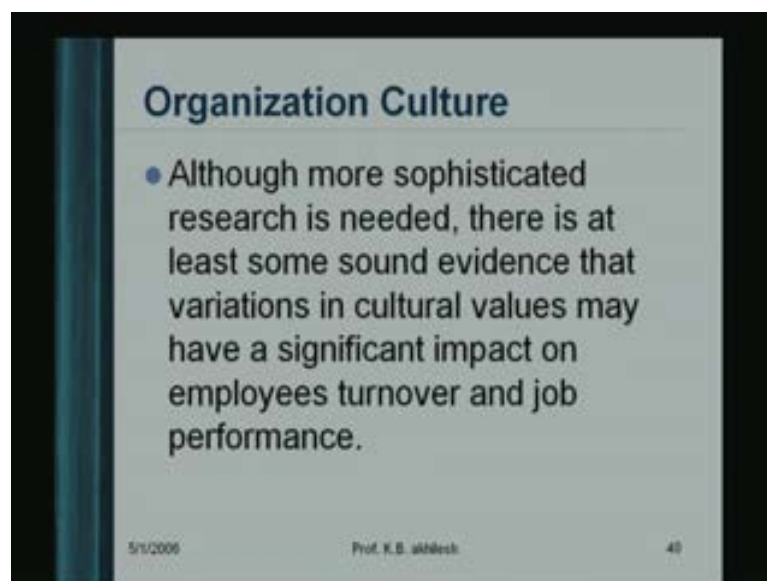 Organization Culture
Although more sophisticated
research is needed, there is at
least some sound evidence that
variations in cultural values may
have a significant impact on
employees turnover and job
performance.
5/1/2006 Prof. K.B. akhilesh 40